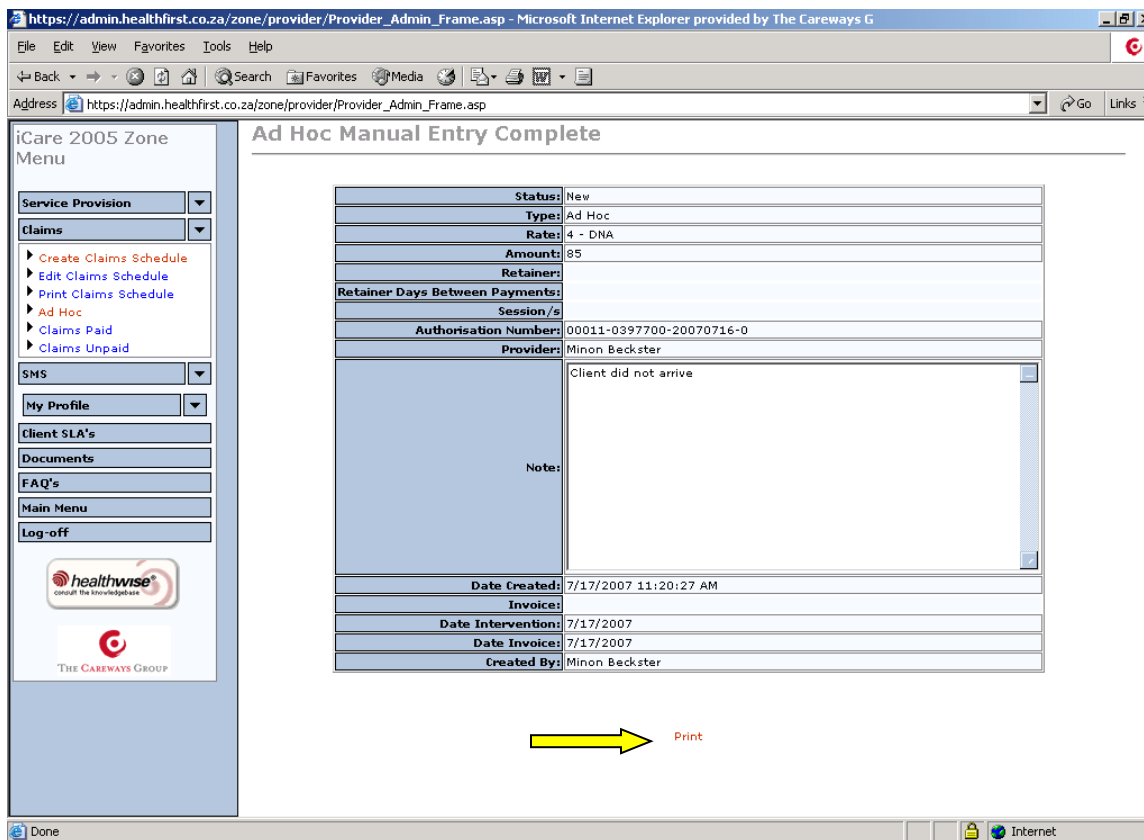 https://admin.healthfirst.co.za/zone/provider/Provider_Admin_Frame.asp - Microsoft Internet Explorer provided by The Careways G
File Edit View Favorites Tools Help
Back Search Favorites Media
Address https://admin.healthfirst.co.za/zone/provider/Provider_Admin_Frame.asp Go Links
iCare 2005 Zone
Menu
Service Provision
Claims
Create Claims Schedule
Edit Claims Schedule
Print Claims Schedule
Ad Hoc
Claims Paid
Claims Unpaid
SMS
My Profile
Client SLA's
Documents
FAQ's
Main Menu
Log-off
healthwise
consult the knowledgebase
THE CAREWAYS GROUP
Ad Hoc Manual Entry Complete
Status: New
Type: Ad Hoc
Rate: 4 - DNA
Amount: 85
Retainer:
Retainer Days Between Payments:
Session/s
Authorisation Number: 00011-0397700-20070716-0
Provider: Minon Beckster
Note: Client did not arrive
Date Created: 7/17/2007 11:20:27 AM
Invoice:
Date Intervention: 7/17/2007
Date Invoice: 7/17/2007
Created By: Minon Beckster
Print
Done Internet